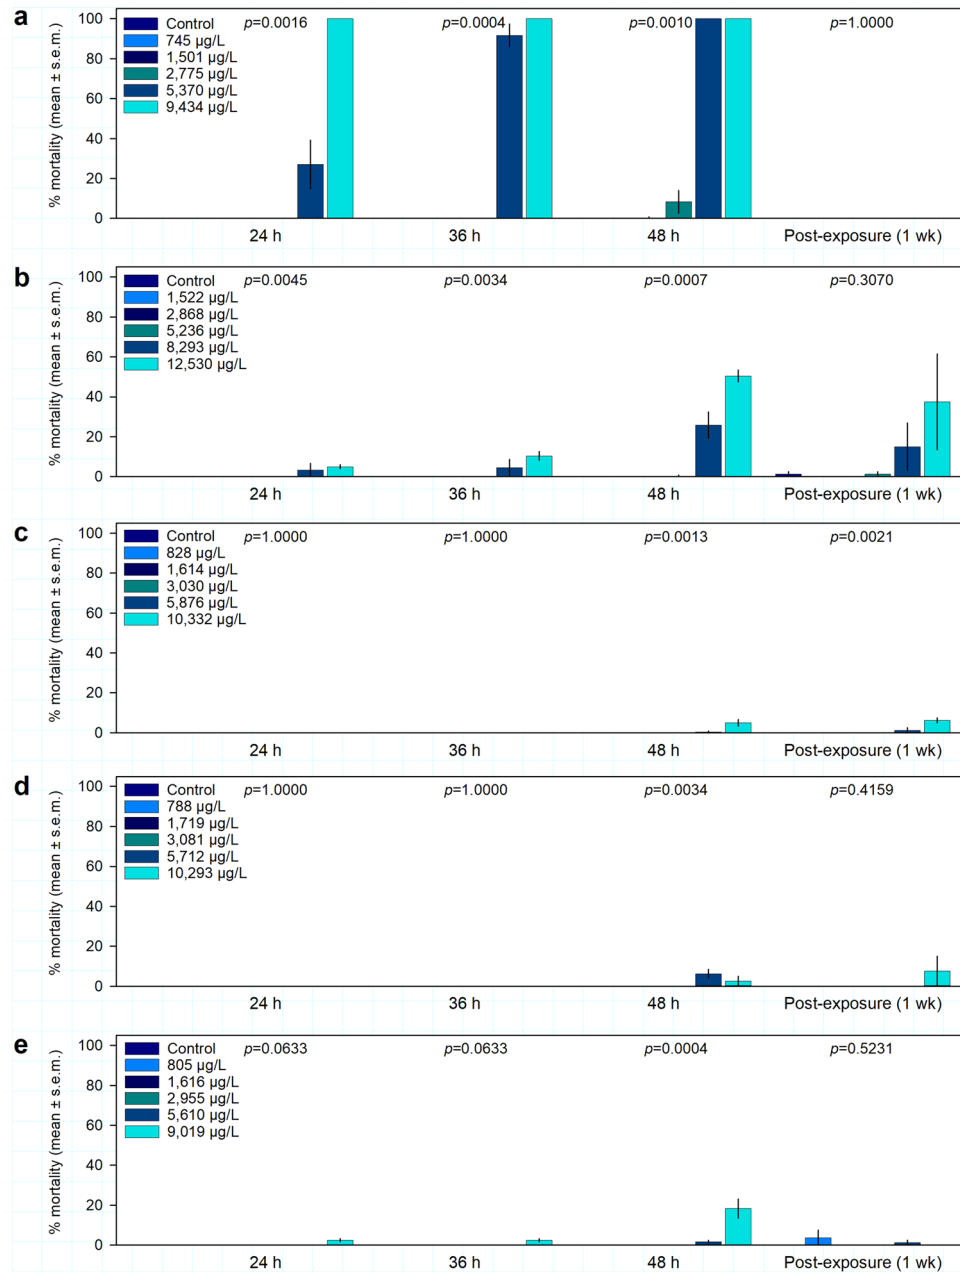 a
% mortality (mean ± s.e.m.)
100
80
60
40
20
0
Control
745 µg/L
1,501 µg/L
2,775 µg/L
5,370 µg/L
9,434 µg/L
p=0.0016 p=0.0004 p=0.0010 p=1.0000
24 h 36 h 48 h Post-exposure (1 wk)
b
% mortality (mean ± s.e.m.)
100
80
60
40
20
0
Control
1,522 µg/L
2,868 µg/L
5,236 µg/L
8,293 µg/L
12,530 µg/L
p=0.0045 p=0.0034 p=0.0007 p=0.3070
24 h 36 h 48 h Post-exposure (1 wk)
c
% mortality (mean ± s.e.m.)
100
80
60
40
20
0
Control
828 µg/L
1,614 µg/L
3,030 µg/L
5,876 µg/L
10,332 µg/L
p=1.0000 p=1.0000 p=0.0013 p=0.0021
24 h 36 h 48 h Post-exposure (1 wk)
d
% mortality (mean ± s.e.m.)
100
80
60
40
20
0
Control
788 µg/L
1,719 µg/L
3,081 µg/L
5,712 µg/L
10,293 µg/L
p=1.0000 p=1.0000 p=0.0034 p=0.4159
24 h 36 h 48 h Post-exposure (1 wk)
e
% mortality (mean ± s.e.m.)
100
80
60
40
20
0
Control
805 µg/L
1,616 µg/L
2,955 µg/L
5,610 µg/L
9,019 µg/L
p=0.0633 p=0.0633 p=0.0004 p=0.5231
24 h 36 h 48 h Post-exposure (1 wk)